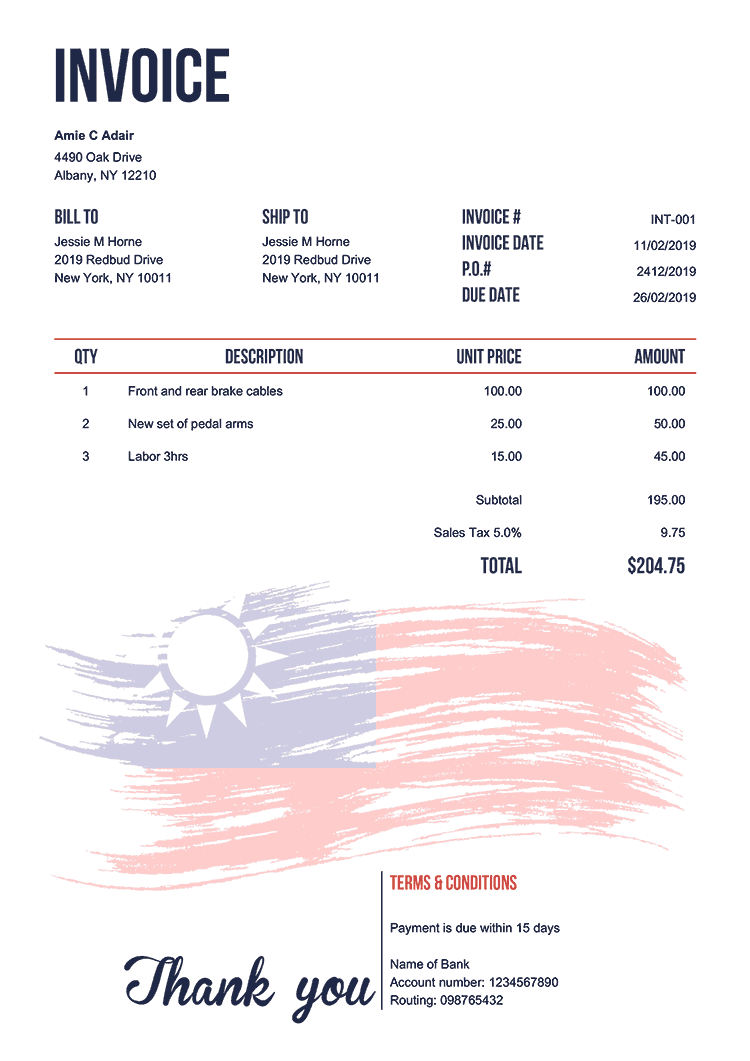 INVOICE
Amie C Adair
4490 Oak Drive
Albany, NY 12210
BILL TO
Jessie M Horne
2019 Redbud Drive
New York, NY 10011
SHIP TO
Jessie M Horne
2019 Redbud Drive
New York, NY 10011
INVOICE # INT-001
INVOICE DATE 11/02/2019
P.O.# 2412/2019
DUE DATE 26/02/2019
QTY DESCRIPTION UNIT PRICE AMOUNT
1 Front and rear brake cables 100.00 100.00
2 New set of pedal arms 25.00 50.00
3 Labor 3hrs 15.00 45.00
Subtotal 195.00
Sales Tax 5.0% 9.75
TOTAL $204.75
Thank you
TERMS & CONDITIONS
Payment is due within 15 days
Name of Bank
Account number: 1234567890
Routing: 098765432